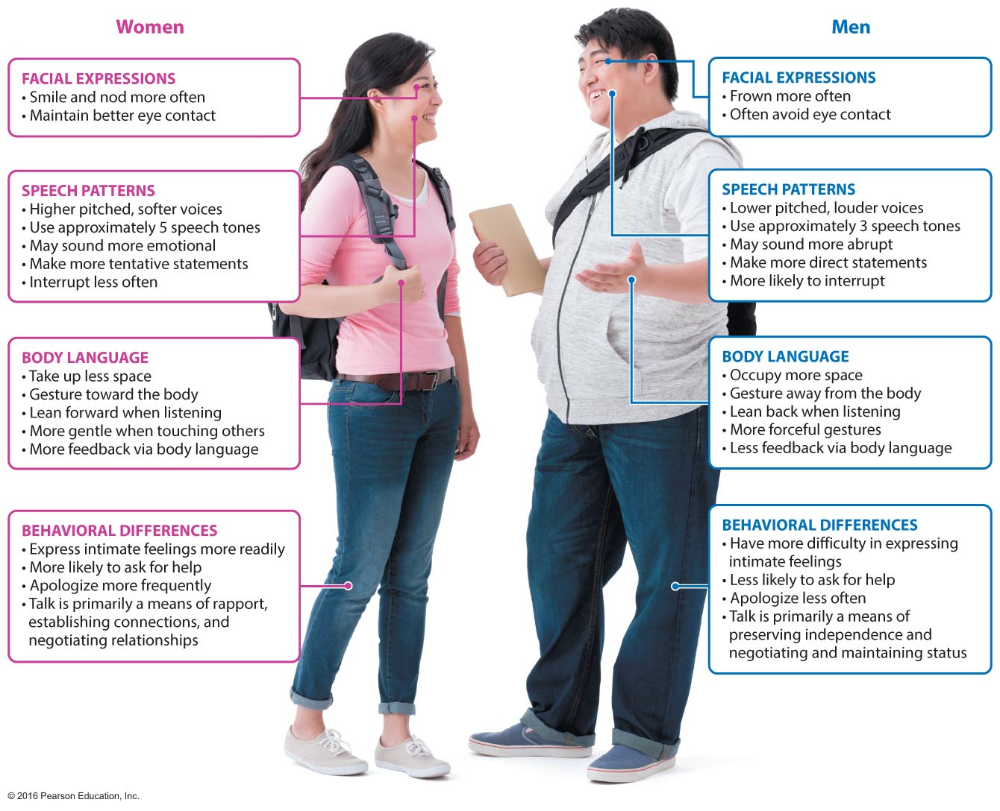 Women
FACIAL EXPRESSIONS
• Smile and nod more often
• Maintain better eye contact
SPEECH PATTERNS
• Higher pitched, softer voices
• Use approximately 5 speech tones
• May sound more emotional
• Make more tentative statements
• Interrupt less often
BODY LANGUAGE
• Take up less space
• Gesture toward the body
• Lean forward when listening
• More gentle when touching others
• More feedback via body language
BEHAVIORAL DIFFERENCES
• Express intimate feelings more readily
• More likely to ask for help
• Apologize more frequently
• Talk is primarily a means of rapport,
establishing connections, and
negotiating relationships
Men
FACIAL EXPRESSIONS
• Frown more often
• Often avoid eye contact
SPEECH PATTERNS
• Lower pitched, louder voices
• Use approximately 3 speech tones
• May sound more abrupt
• Make more direct statements
• More likely to interrupt
BODY LANGUAGE
• Occupy more space
• Gesture away from the body
• Lean back when listening
• More forceful gestures
• Less feedback via body language
BEHAVIORAL DIFFERENCES
• Have more difficulty in expressing
intimate feelings
• Less likely to ask for help
• Apologize less often
• Talk is primarily a means of
preserving independence and
negotiating and maintaining status
© 2016 Pearson Education, Inc.